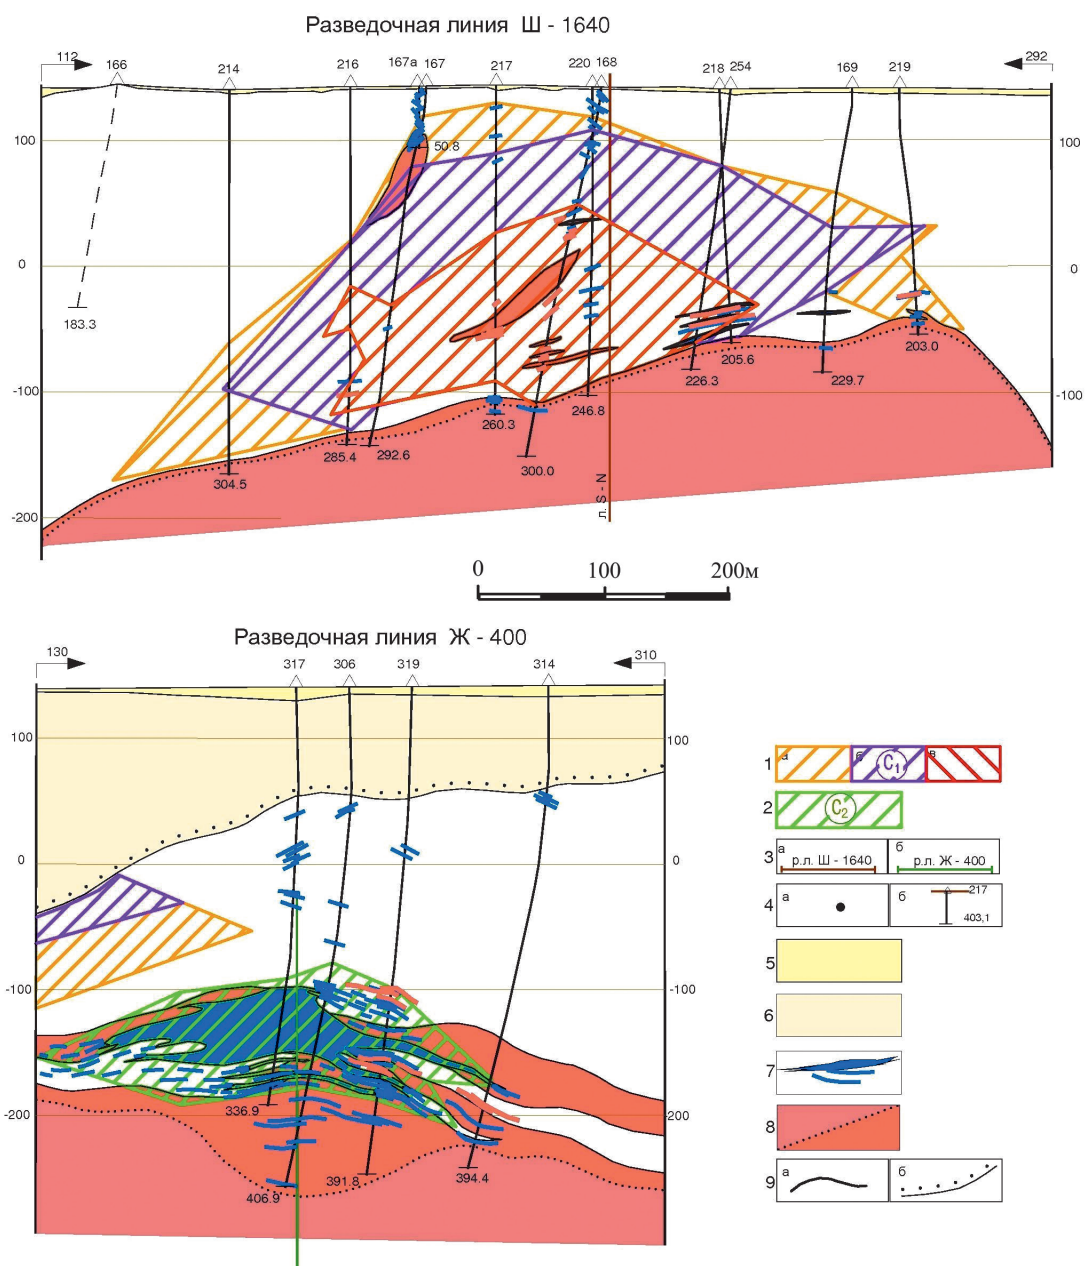 Разведочная линия Ш - 1640
112 166 214 216 167а 167 217 220 168 218 254 169 219 292
100 50.8 100
0 0
183.3
-100 -100
205.6 203.0
226.3 229.7
246.8
260.3
285.4 292.6
300.0
304.5
л. S - N
-200
0 100 200м
Разведочная линия Ж - 400
130 317 306 319 314 310
100 100
0 0
-100 -100
-200 -200
336.9
391.8 394.4
406.9
1 а б C1 в
2 C2
3 а р.л. Ш - 1640 б р.л. Ж - 400
4 а б 217 403,1
5
6
7
8
9 а б